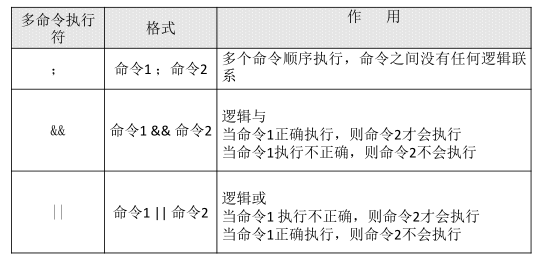 多命令执行
符
格式
作 用
;
命令1 ；命令2
多个命令顺序执行，命令之间没有任何逻辑联
系
&&
命令1 && 命令2
逻辑与
当命令1正确执行，则命令2才会执行
当命令1执行不正确，则命令2不会执行
||
命令1 || 命令2
逻辑或
当命令1 执行不正确，则命令2才会执行
当命令1正确执行，则命令2不会执行